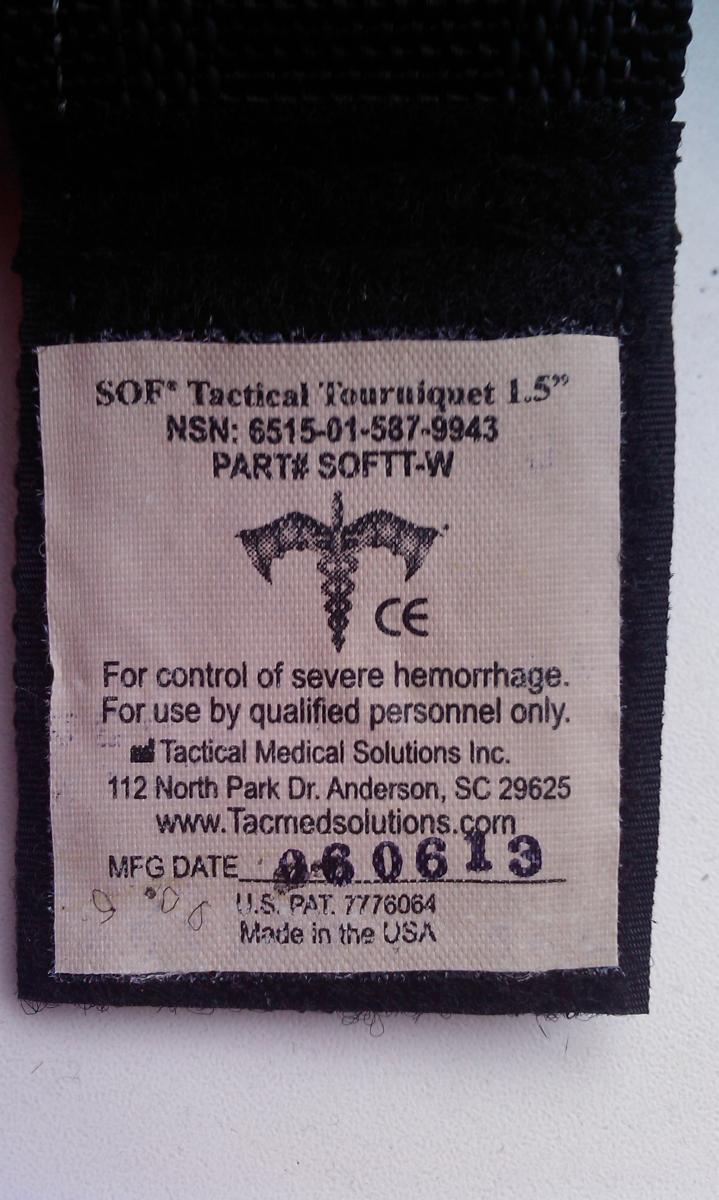 SOF® Tactical Tourniquet 1.5”
NSN: 6515-01-587-9943
PART# SOFTT-W
CE
For control of severe hemorrhage.
For use by qualified personnel only.
Tactical Medical Solutions Inc.
112 North Park Dr. Anderson, SC 29625
www.Tacmedsolutions.com
MFG DATE 060613
U.S. PAT. 7776064
Made in the USA